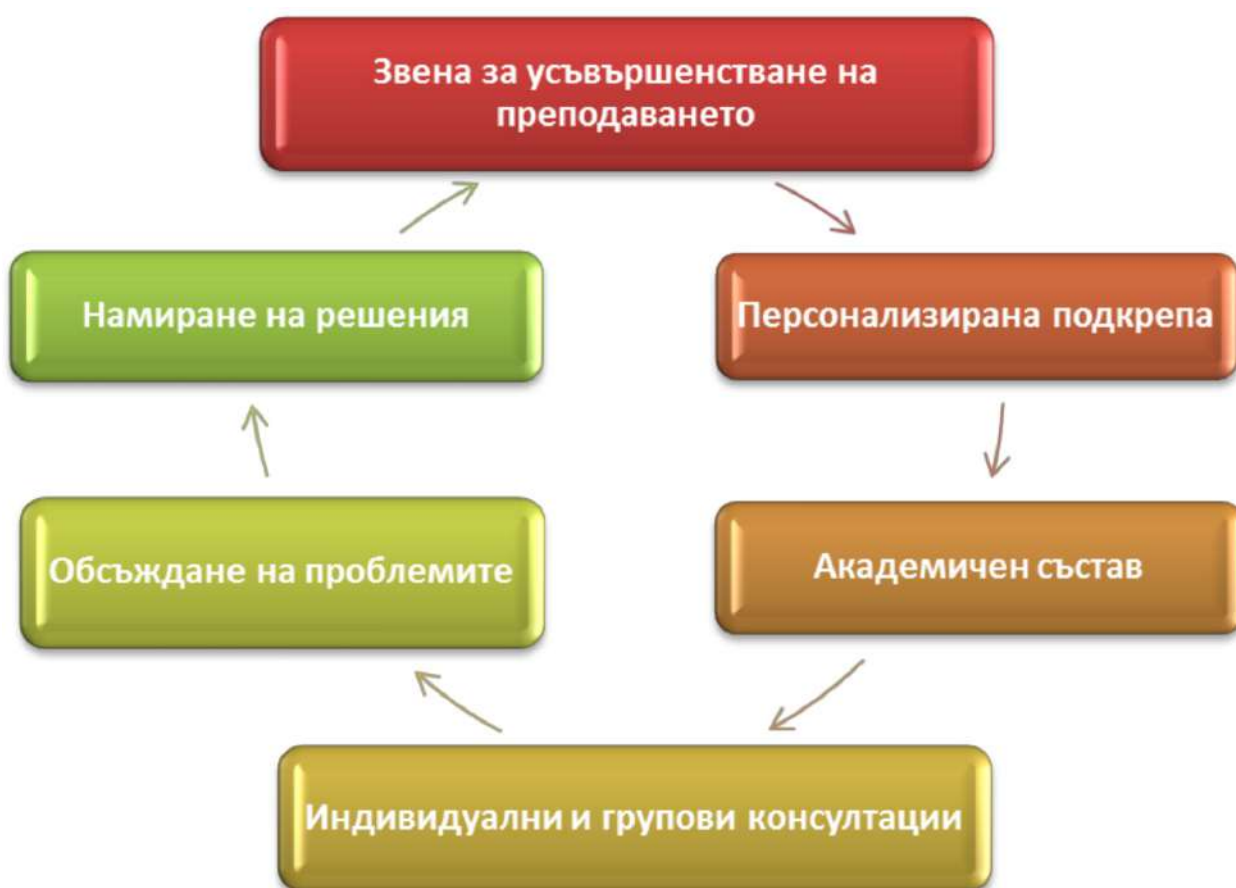 Звена за усъвършенстване на
преподаването
Персонализирана подкрепа
Академичен състав
Индивидуални и групови консултации
Обсъждане на проблемите
Намиране на решения